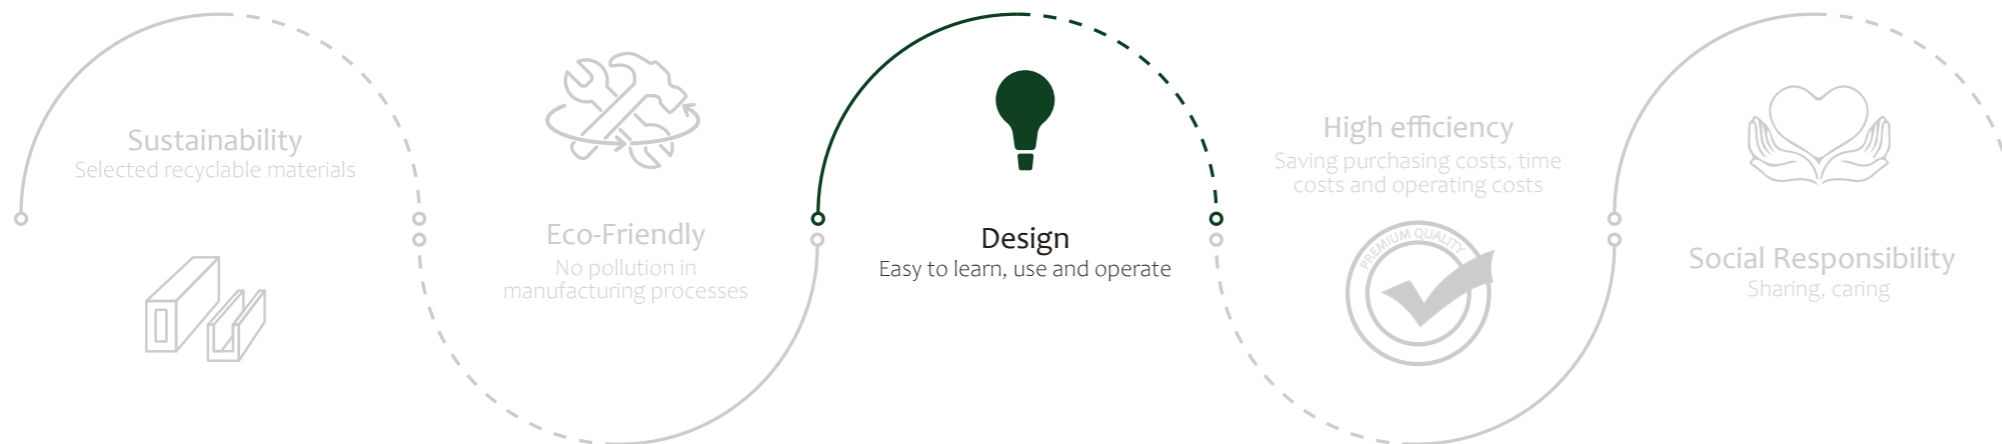 Sustainability
Selected recyclable materials
Eco-Friendly
No pollution in
manufacturing processes
Design
Easy to learn, use and operate
High efficiency
Saving purchasing costs, time
costs and operating costs
PREMIUM QUALITY
Social Responsibility
Sharing, caring